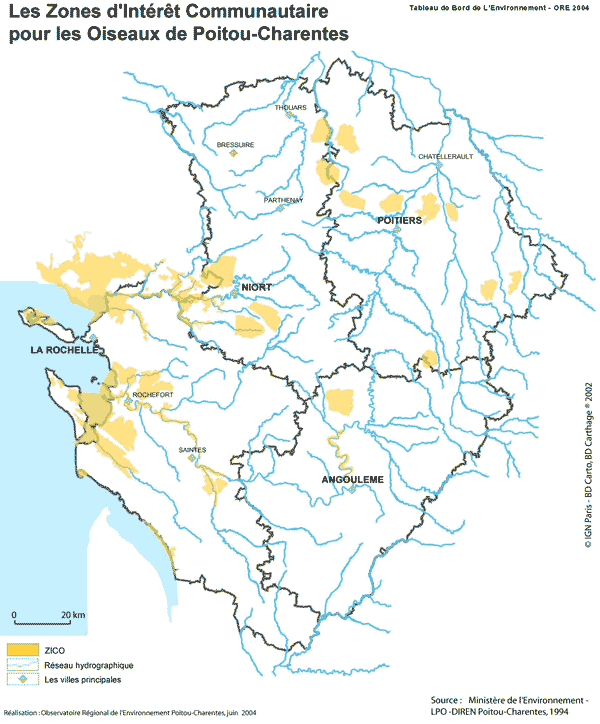 Les Zones d'Intérêt Communautaire
pour les Oiseaux de Poitou-Charentes
Tableau de Bord de L'Environnement - ORE 2004
THOUARS
BRESSUIRE
CHATELLERAULT
PARTHENAY
POITIERS
NIORT
LA ROCHELLE
ROCHEFORT
SAINTES
ANGOULEME
© IGN Paris - BD Carto, BD Carthage ® 2002
0 20 km
ZICO
Réseau hydrographique
Les villes principales
Réalisation : Observatoire Régional de l'Environnement Poitou-Charentes, juin 2004
Source : Ministère de l'Environnement -
LPO -DIREN Poitou-Charentes, 1994